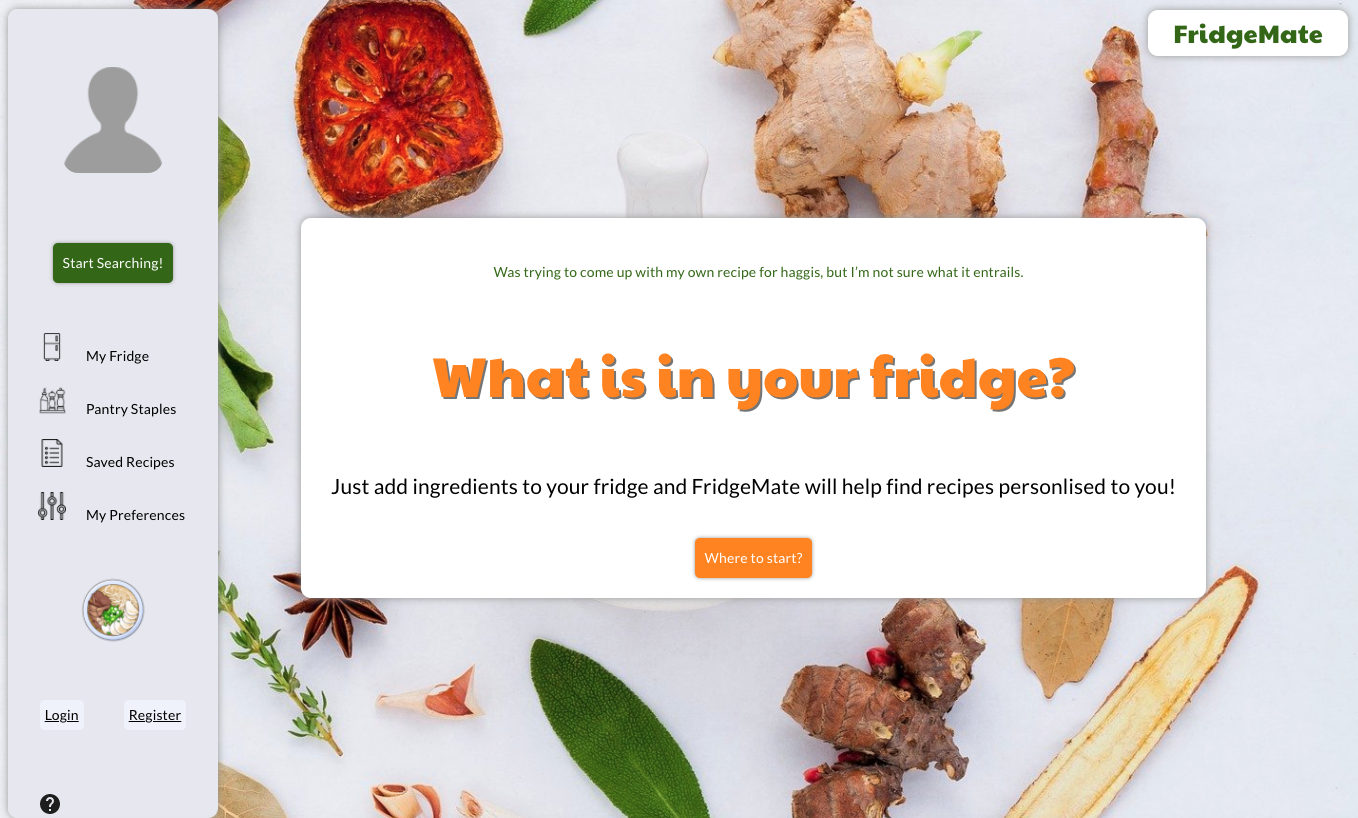 FridgeMate
Start Searching!
My Fridge
Pantry Staples
Saved Recipes
My Preferences
Login
Register
?
Was trying to come up with my own recipe for haggis, but I'm not sure what it entrails.
What is in your fridge?
Just add ingredients to your fridge and FridgeMate will help find recipes personlised to you!
Where to start?